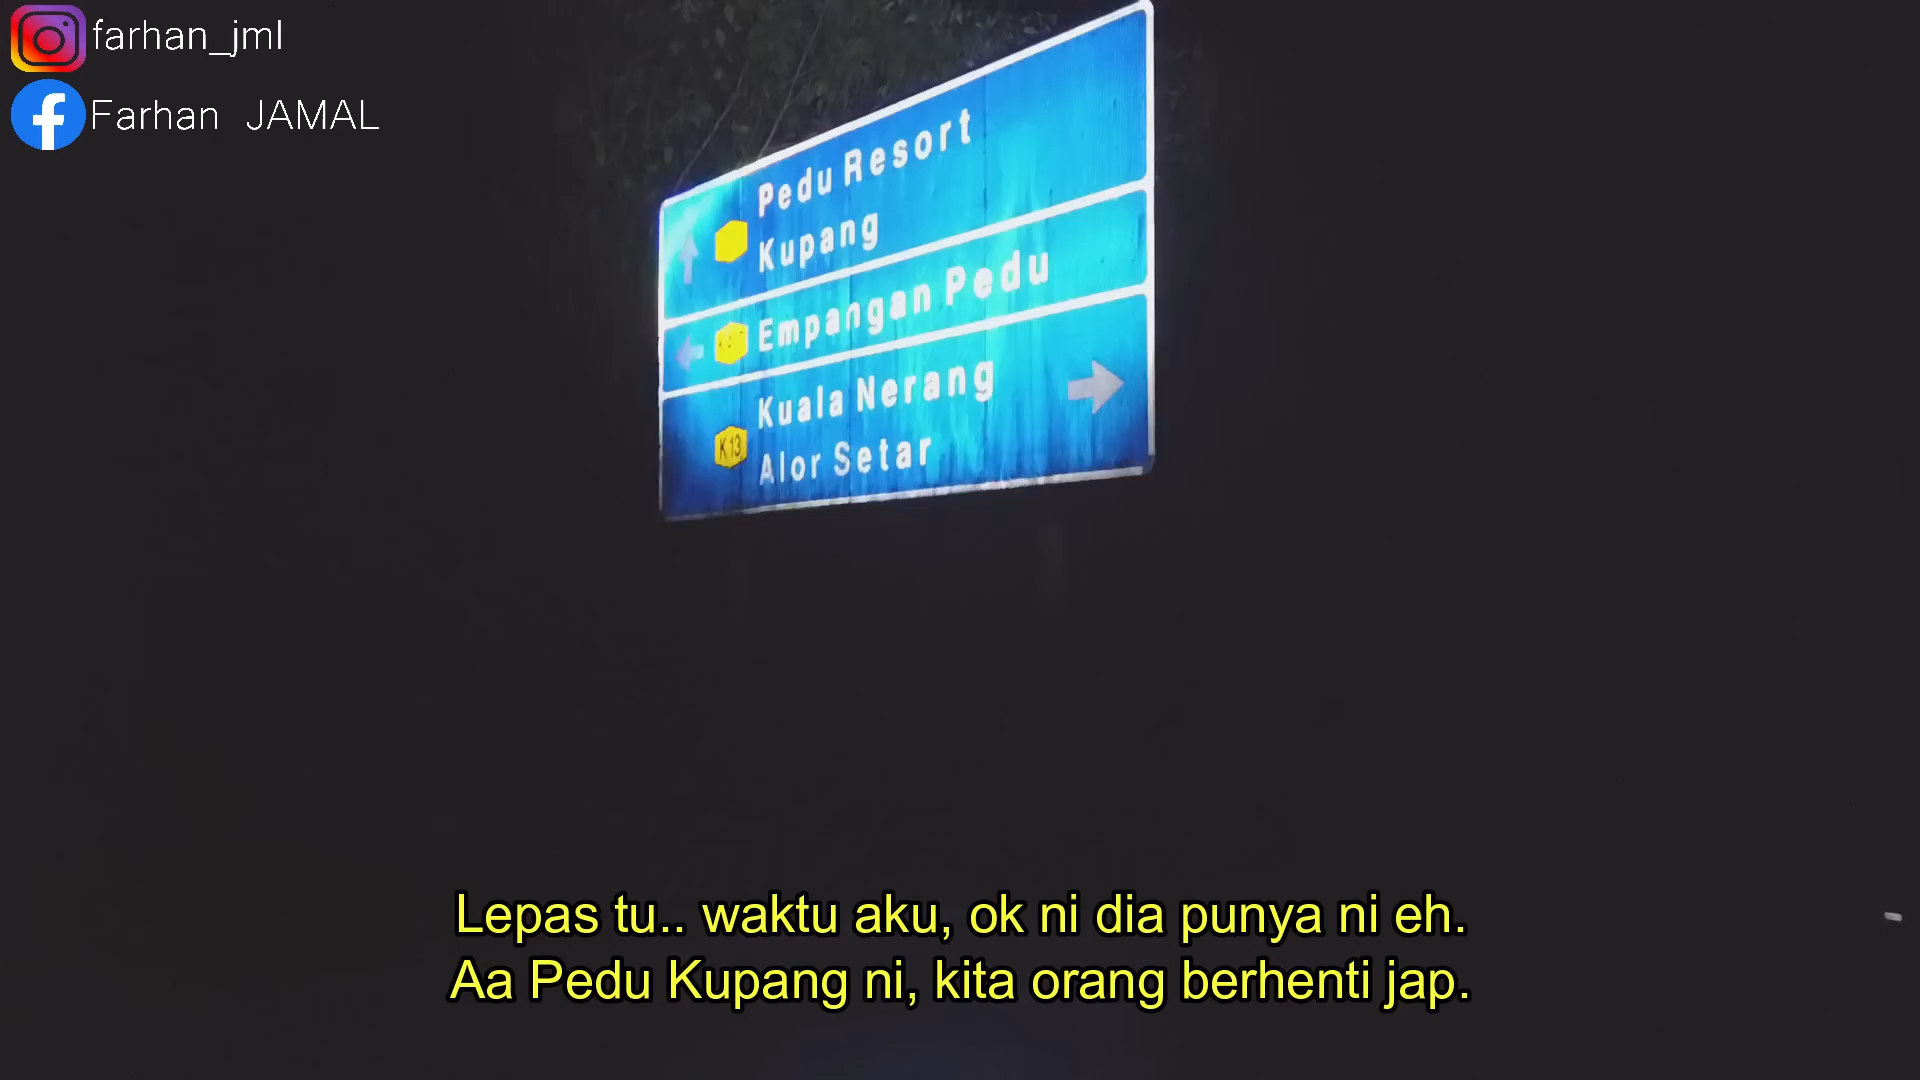 farhan_jml
Farhan JAMAL
Pedu Resort
Kupang
Empangan Pedu
Kuala Nerang
K13
Alor Setar
Lepas tu.. waktu aku, ok ni dia punya ni eh.
Aa Pedu Kupang ni, kita orang berhenti jap.